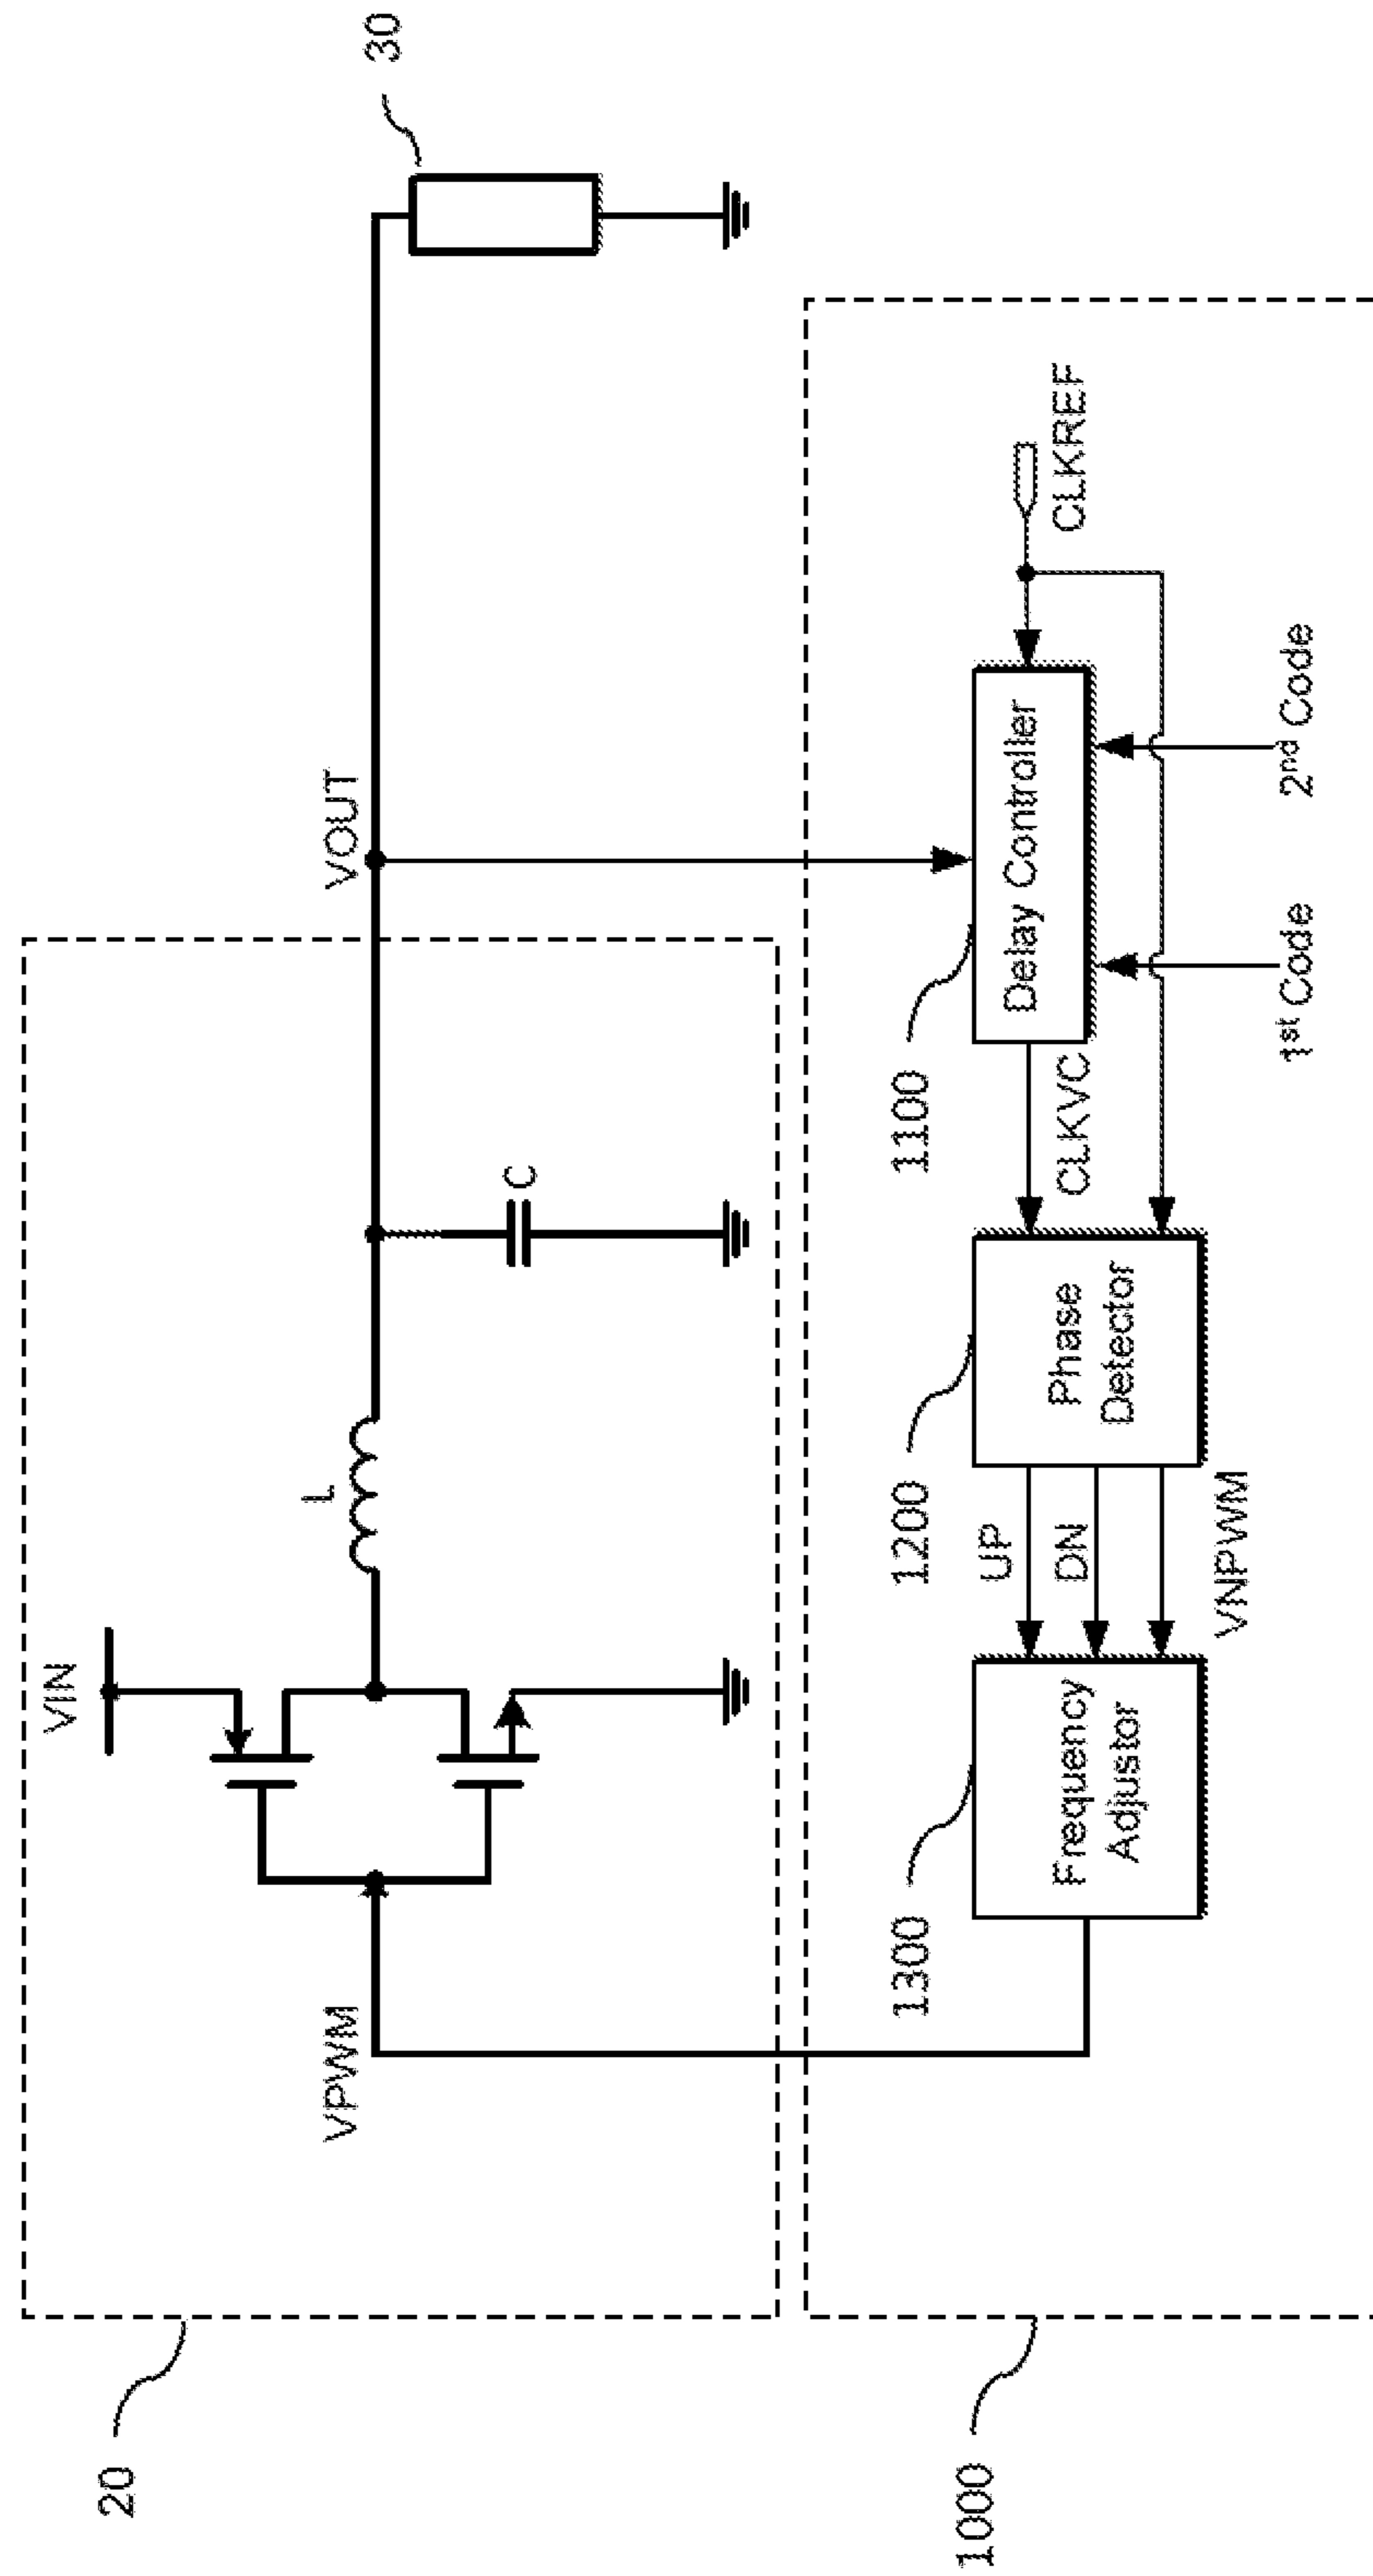 20
VIN
L
VPWM
VOUT
C
30
1000
1300
1200
1100
Frequency
Adjustor
UP
DN
VNPWM
Phase
Detector
CLKVC
Delay Controller
CLKREF
1st Code
2nd Code